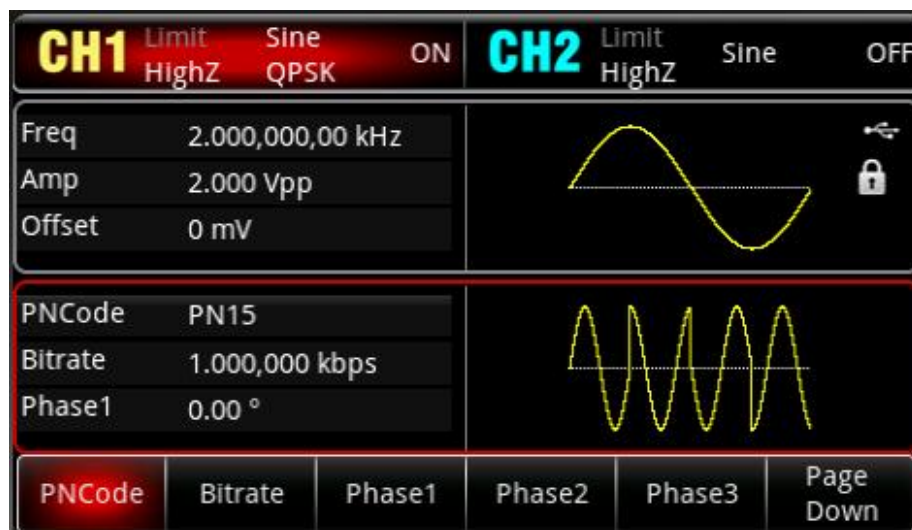 CH1 Limit Sine ON CH2 Limit Sine OFF
HighZ QPSK HighZ
Freq 2.000,000,00 kHz
Amp 2.000 Vpp
Offset 0 mV
PNCode PN15
Bitrate 1.000,000 kbps
Phase1 0.00 °
PNCode Bitrate Phase1 Phase2 Phase3 Page Down